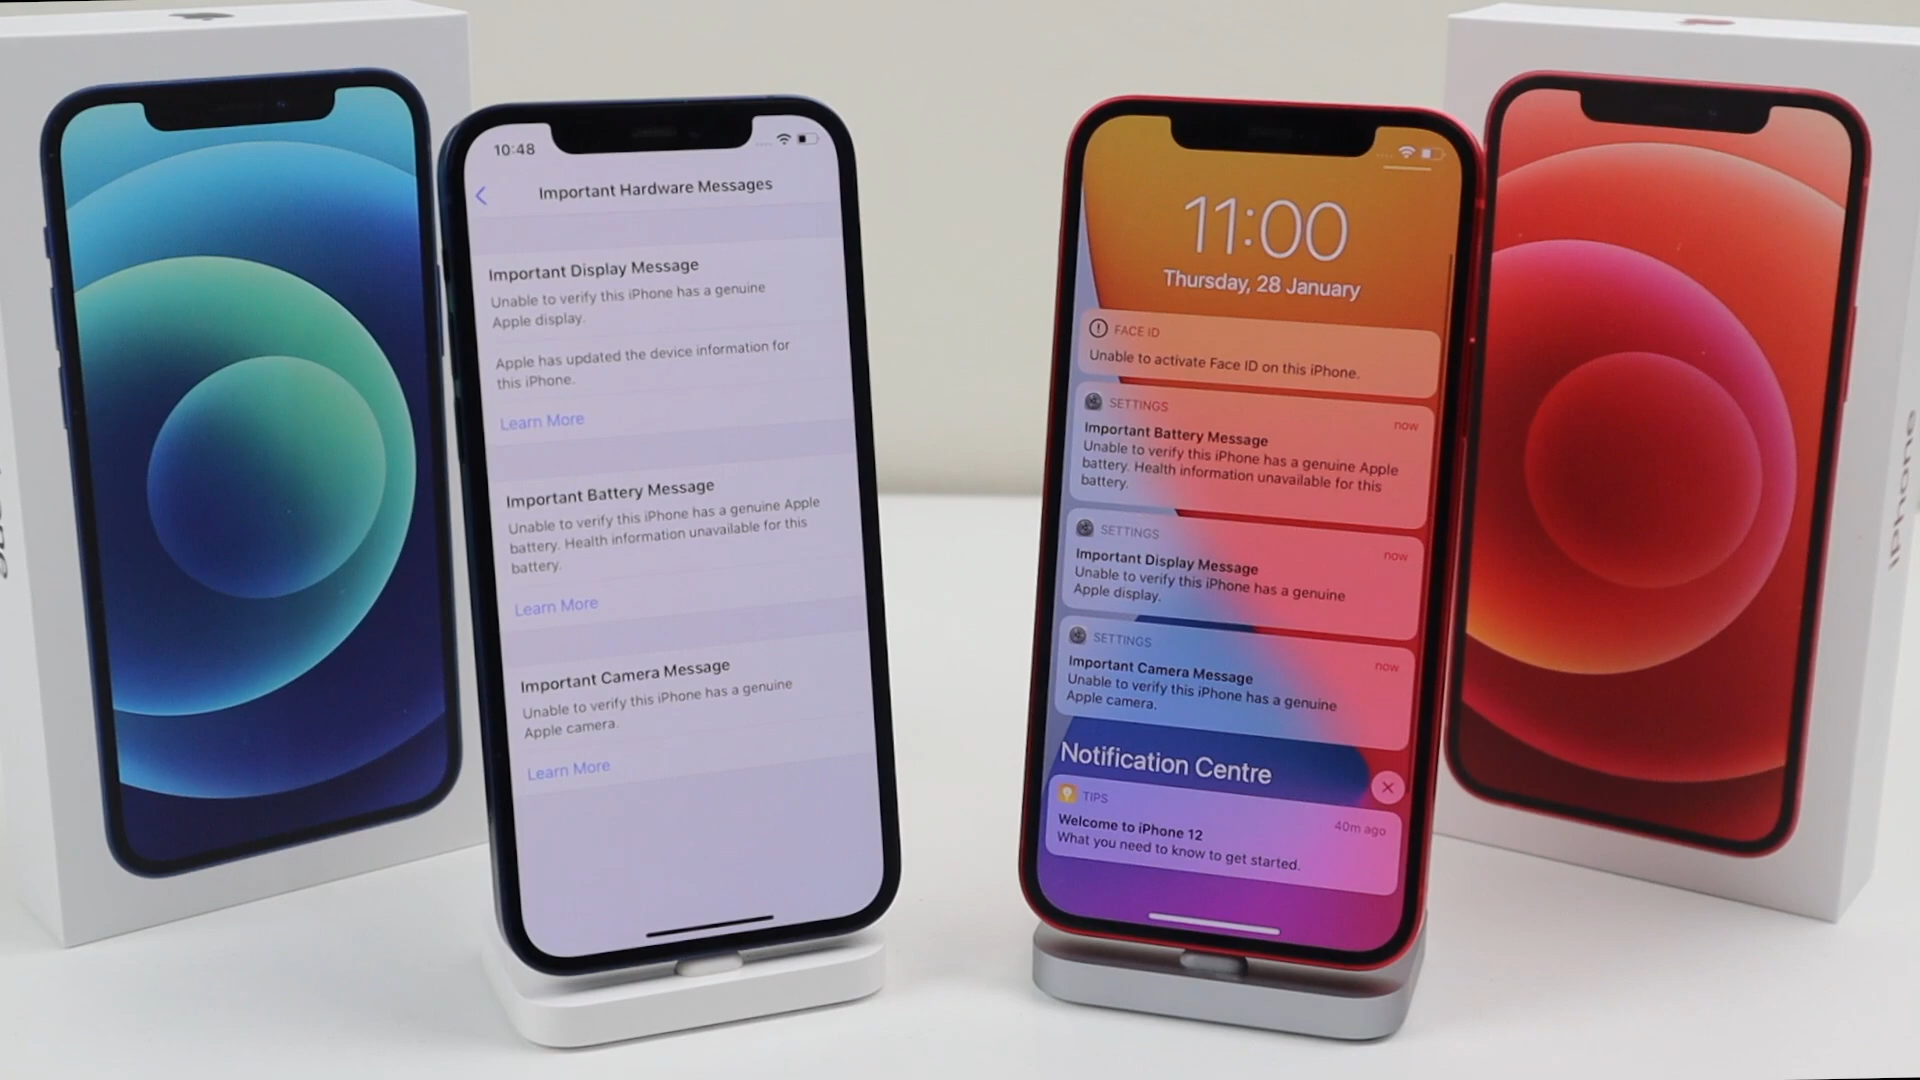 10:48
Important Hardware Messages
Important Display Message
Unable to verify this iPhone has a genuine
Apple display.
Apple has updated the device information for
this iPhone.
Learn More
Important Battery Message
Unable to verify this iPhone has a genuine Apple
battery. Health information unavailable for this
battery.
Learn More
Important Camera Message
Unable to verify this iPhone has a genuine
Apple camera.
Learn More
11:00
Thursday, 28 January
FACE ID
Unable to activate Face ID on this iPhone.
SETTINGS
now
Important Battery Message
Unable to verify this iPhone has a genuine Apple
battery. Health information unavailable for this
battery.
SETTINGS
now
Important Display Message
Unable to verify this iPhone has a genuine
Apple display.
SETTINGS
now
Important Camera Message
Unable to verify this iPhone has a genuine
Apple camera.
Notification Centre
TIPS
40m ago
Welcome to iPhone 12
What you need to know to get started.
iPhone